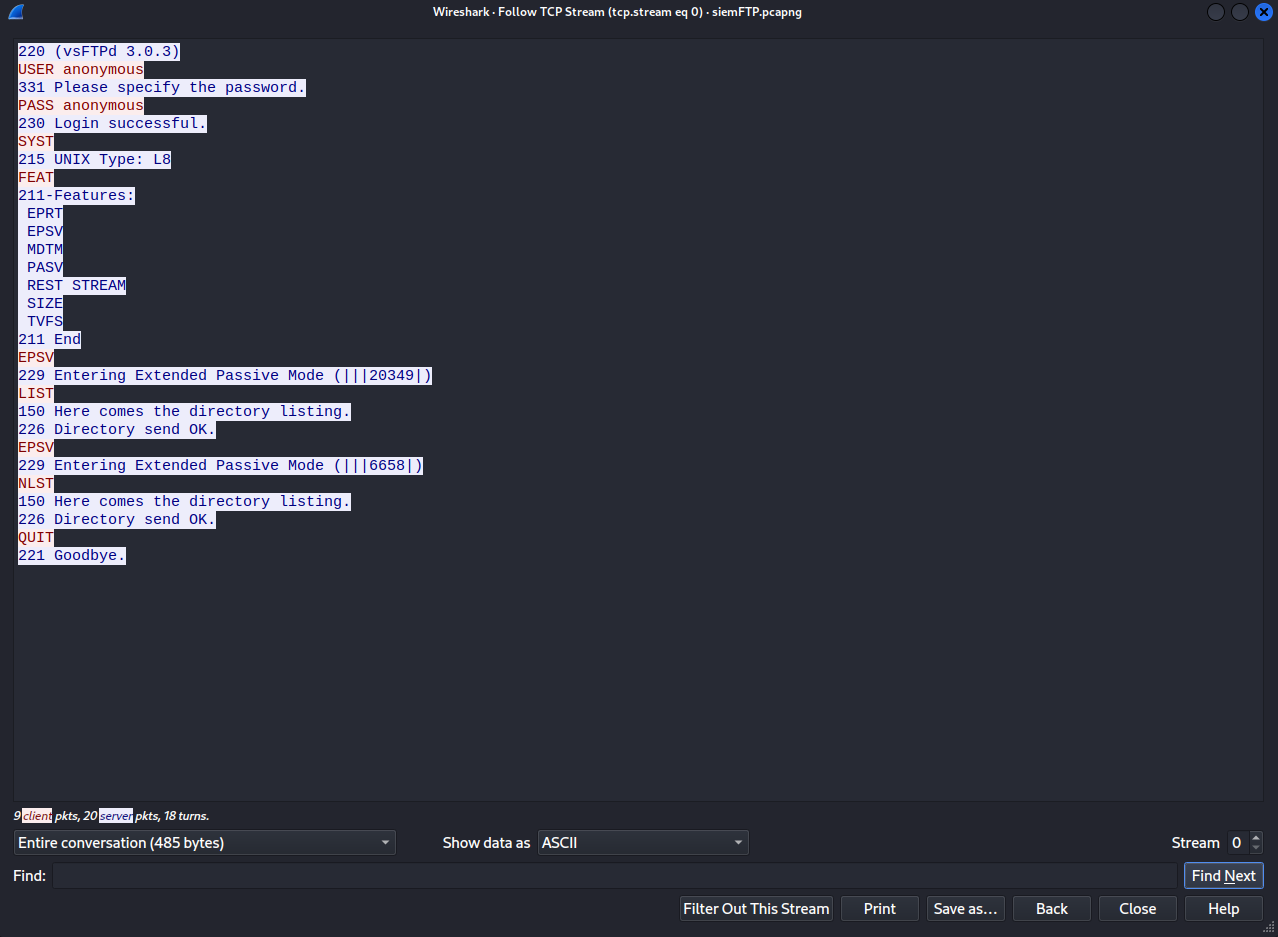 Wireshark · Follow TCP Stream (tcp.stream eq 0) · siemFTP.pcapng
220 (vsFTPd 3.0.3)
USER anonymous
331 Please specify the password.
PASS anonymous
230 Login successful.
SYST
215 UNIX Type: L8
FEAT
211-Features:
 EPRT
 EPSV
 MDTM
 PASV
 REST STREAM
 SIZE
 TVFS
211 End
EPSV
229 Entering Extended Passive Mode (|||20349|)
LIST
150 Here comes the directory listing.
226 Directory send OK.
EPSV
229 Entering Extended Passive Mode (|||6658|)
NLST
150 Here comes the directory listing.
226 Directory send OK.
QUIT
221 Goodbye.
9 client pkts, 20 server pkts, 18 turns.
Entire conversation (485 bytes) Show data as ASCII Stream 0
Find: Find Next
Filter Out This Stream Print Save as… Back Close Help